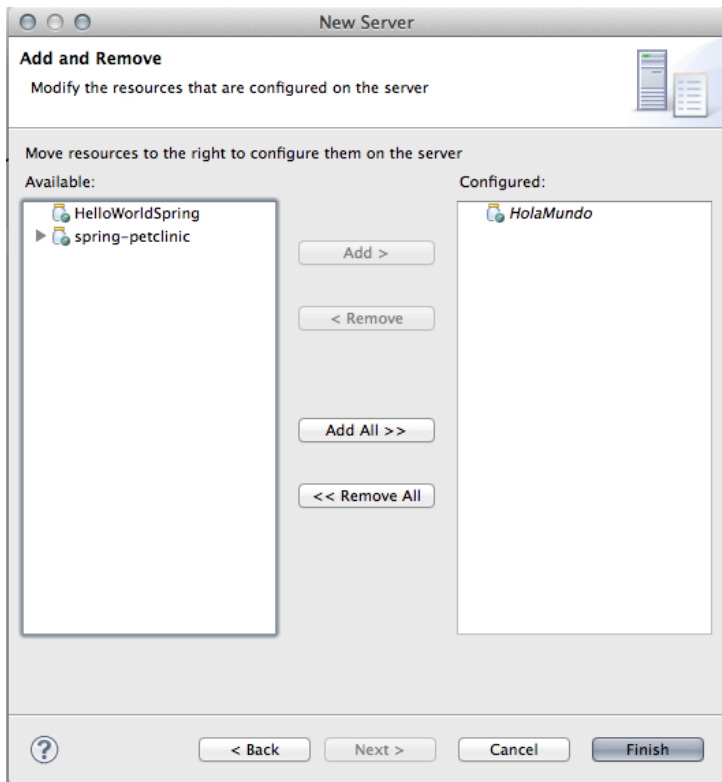 New Server
Add and Remove
Modify the resources that are configured on the server
Move resources to the right to configure them on the server
Available:
Configured:
HelloWorldSpring
spring-petclinic
HolaMundo
Add >
< Remove
Add All >>
<< Remove All
?
< Back
Next >
Cancel
Finish